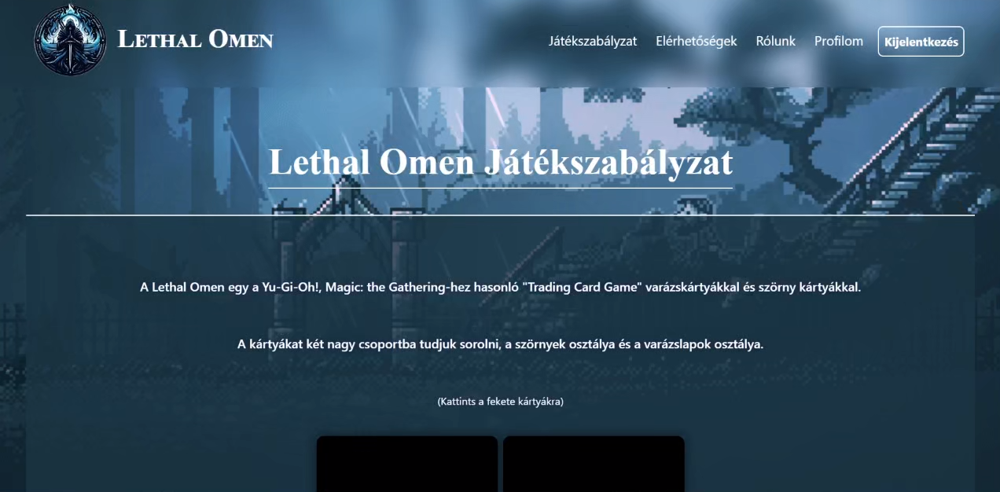 Lethal Omen
Játékszabályzat Elérhetőségek Rólunk Profilom Kijelentkezés
Lethal Omen Játékszabályzat
A Lethal Omen egy a Yu-Gi-Oh!, Magic: the Gathering-hez hasonló "Trading Card Game" varázskártyákkal és szörny kártyákkal.
A kártyákat két nagy csoportba tudjuk sorolni, a szörnyek osztálya és a varázslapok osztálya.
(Kattints a fekete kártyákra)